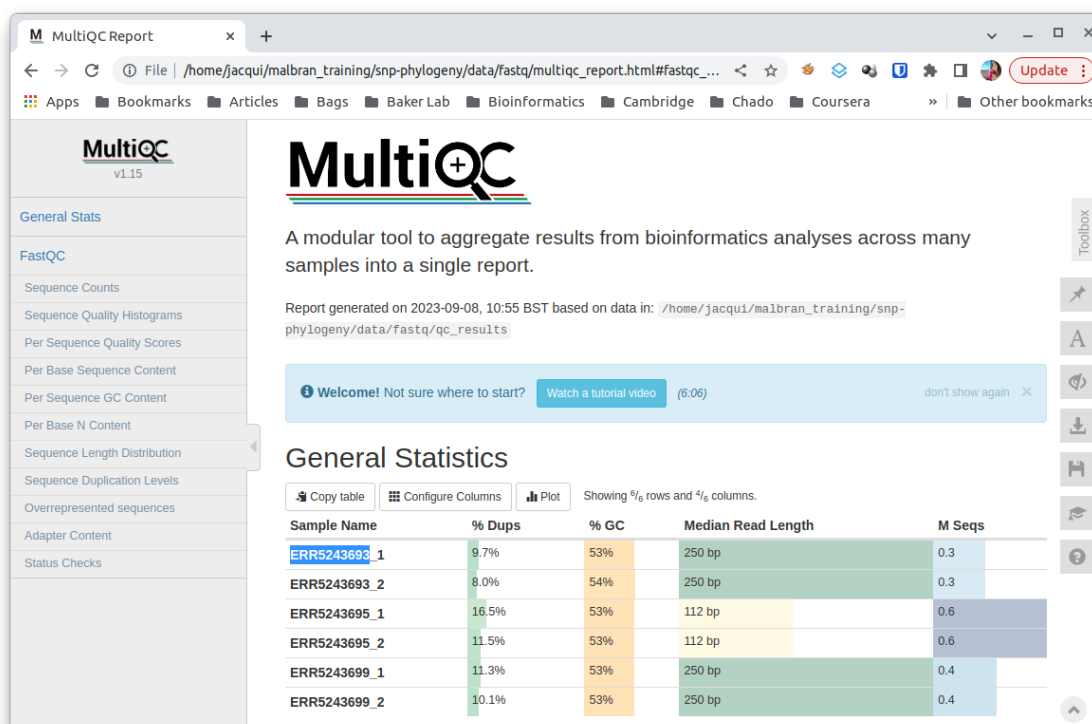 MultiQC Report
File /home/jacqui/malbran_training/snp-phylogeny/data/fastq/multiqc_report.html#fastqc_... Update
Apps Bookmarks Articles Bags Baker Lab Bioinformatics Cambridge Chado Coursera » Other bookmarks
MultiQC
v1.15
General Stats
FastQC
Sequence Counts
Sequence Quality Histograms
Per Sequence Quality Scores
Per Base Sequence Content
Per Sequence GC Content
Per Base N Content
Sequence Length Distribution
Sequence Duplication Levels
Overrepresented sequences
Adapter Content
Status Checks
MultiQC
A modular tool to aggregate results from bioinformatics analyses across many
samples into a single report.
Report generated on 2023-09-08, 10:55 BST based on data in: /home/jacqui/malbran_training/snp-
phylogeny/data/fastq/qc_results
Welcome! Not sure where to start? Watch a tutorial video (6:06) don't show again ×
General Statistics
Copy table Configure Columns Plot Showing 6/6 rows and 4/6 columns.
Sample Name % Dups % GC Median Read Length M Seqs
ERR5243693_1 9.7% 53% 250 bp 0.3
ERR5243693_2 8.0% 54% 250 bp 0.3
ERR5243695_1 16.5% 53% 112 bp 0.6
ERR5243695_2 11.5% 53% 112 bp 0.6
ERR5243699_1 11.3% 53% 250 bp 0.4
ERR5243699_2 10.1% 53% 250 bp 0.4
Toolbox
A